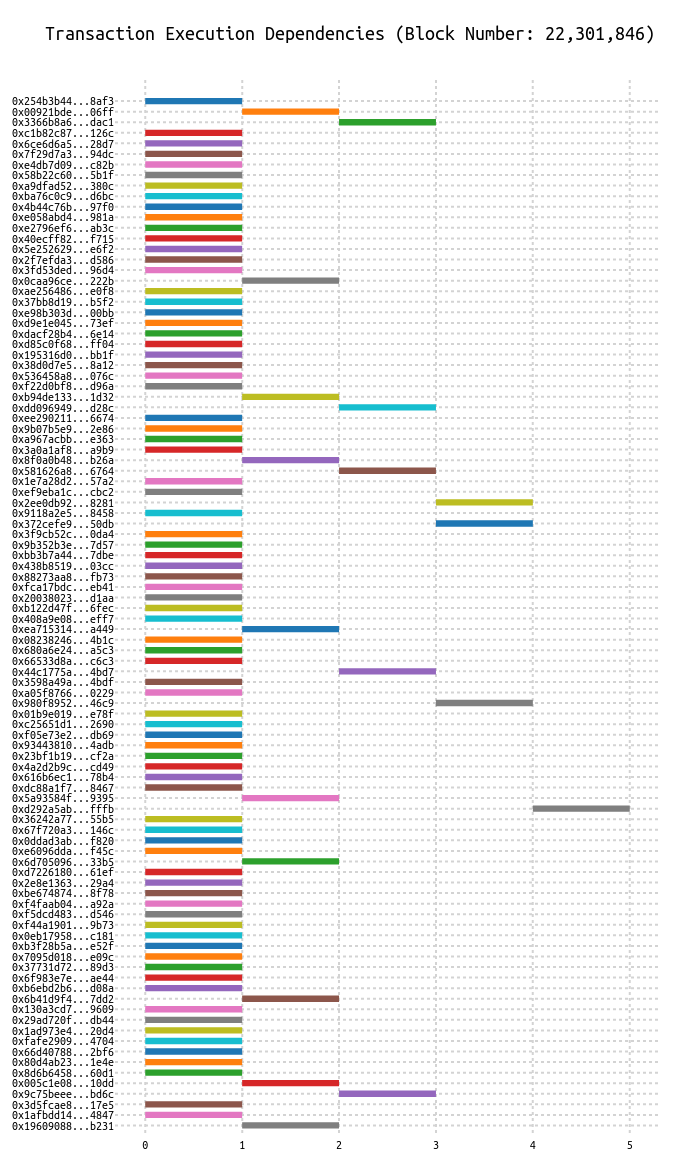 Transaction Execution Dependencies (Block Number: 22,301,846)
0x254b3b44...8af3
0x00921bde...06ff
0x3366b8a6...dac1
0xc1b82c87...126c
0x6ce6d6a5...28d7
0x7f29d7a3...94dc
0xe4db7d09...c82b
0x58b22c60...5b1f
0xa9dfad52...380c
0xba76c0c9...d6bc
0x4b44c76b...97f0
0xe058abd4...981a
0xe2796ef6...ab3c
0x40ecff82...f715
0x5e252629...e6f2
0x2f7efda3...d586
0x3fd53ded...96d4
0x0caa96ce...222b
0xae256486...e0f8
0x37bb8d19...b5f2
0xe98b303d...00bb
0xd9e1e045...73ef
0xdacf28b4...6e14
0xd85c0f68...ff04
0x195316d0...bb1f
0x38d0d7e5...8a12
0x536458a8...076c
0xf22d0bf8...d96a
0xb94de133...1d32
0xdd096949...d28c
0xee290211...6674
0x9b07b5e9...2e86
0xa967acbb...e363
0x3a0a1af8...a9b9
0x8f0a0b48...b26a
0x581626a8...6764
0x1e7a28d2...57a2
0xef9eba1c...cbc2
0x2ee0db92...8281
0x9118a2e5...8458
0x372cefe9...50db
0x3f9cb52c...0da4
0x9b352b3e...7d57
0xbb3b7a44...7dbe
0x438b8519...03cc
0x88273aa8...fb73
0xfca17bdc...eb41
0x20038023...d1aa
0xb122d47f...6fec
0x408a9e08...eff7
0xea715314...a449
0x08238246...4b1c
0x680a6e24...a5c3
0x66533d8a...c6c3
0x44c1775a...4bd7
0x3598a49a...4bdf
0xa05f8766...0229
0x980f8952...46c9
0x01b9e019...e78f
0xc25651d1...2690
0xf05e73e2...db69
0x93443810...4adb
0x23bf1b19...cf2a
0x4a2d2b9c...cd49
0x616b6ec1...78b4
0xdc88a1f7...8467
0x5a93584f...9395
0xd292a5ab...fffb
0x36242a77...55b5
0x67f720a3...146c
0x0ddad3ab...f820
0xe6096dda...f45c
0x6d705096...33b5
0xd7226180...61ef
0x2e8e1363...29a4
0xbe674874...8f78
0xf4faab04...a92a
0xf5dcd483...d546
0xf44a1901...9b73
0x0eb17958...c181
0xb3f28b5a...e52f
0x7095d018...e09c
0x37731d72...89d3
0x6f983e7e...ae44
0xb6ebd2b6...d08a
0x6b41d9f4...7dd2
0x130a3cd7...9609
0x29ad720f...db44
0x1ad973e4...20d4
0xfafe2909...4704
0x66d40788...2bf6
0x80d4ab23...1e4e
0x8d6b6458...60d1
0x005c1e08...10dd
0x9c75beee...bd6c
0x3d5fcae8...17e5
0x1afbdd14...4847
0x19609088...b231
0 1 2 3 4 5